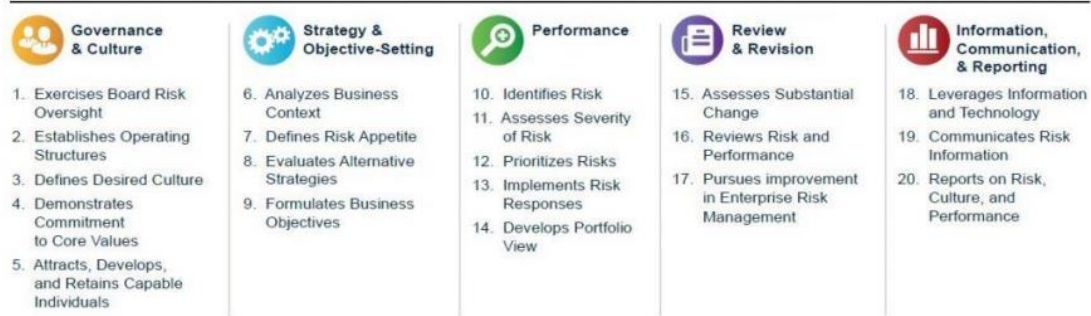 Governance
& Culture
1. Exercises Board Risk
Oversight
2. Establishes Operating
Structures
3. Defines Desired Culture
4. Demonstrates
Commitment
to Core Values
5. Attracts, Develops,
and Retains Capable
Individuals
Strategy &
Objective-Setting
6. Analyzes Business
Context
7. Defines Risk Appetite
8. Evaluates Alternative
Strategies
9. Formulates Business
Objectives
Performance
10. Identifies Risk
11. Assesses Severity
of Risk
12. Prioritizes Risks
13. Implements Risk
Responses
14. Develops Portfolio
View
Review
& Revision
15. Assesses Substantial
Change
16. Reviews Risk and
Performance
17. Pursues improvement
in Enterprise Risk
Management
Information,
Communication,
& Reporting
18. Leverages Information
and Technology
19. Communicates Risk
Information
20. Reports on Risk,
Culture, and
Performance